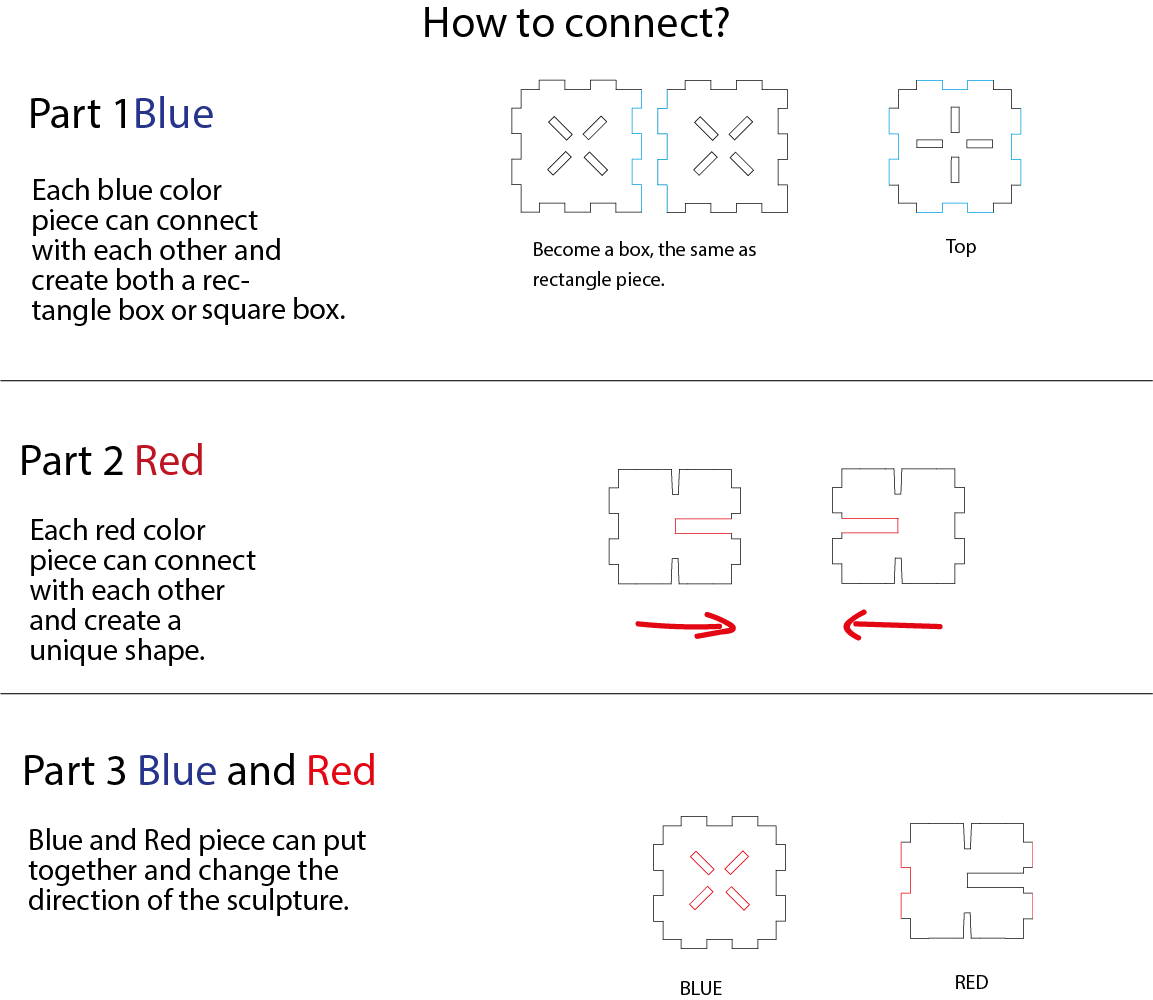 How to connect?
Part 1Blue
Each blue color
piece can connect
with each other and
create both a rec-
tangle box or square box.
Become a box, the same as
rectangle piece.
Top
Part 2 Red
Each red color
piece can connect
with each other
and create a
unique shape.
Part 3 Blue and Red
Blue and Red piece can put
together and change the
direction of the sculpture.
BLUE
RED